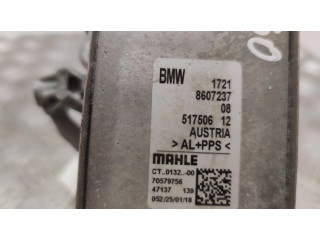 BMW 1721
8607237
08
517506 12
AUSTRIA
> AL+PPS <
MAHLE
CT..0132..-00
70579756
47137 139
052/25/01/18